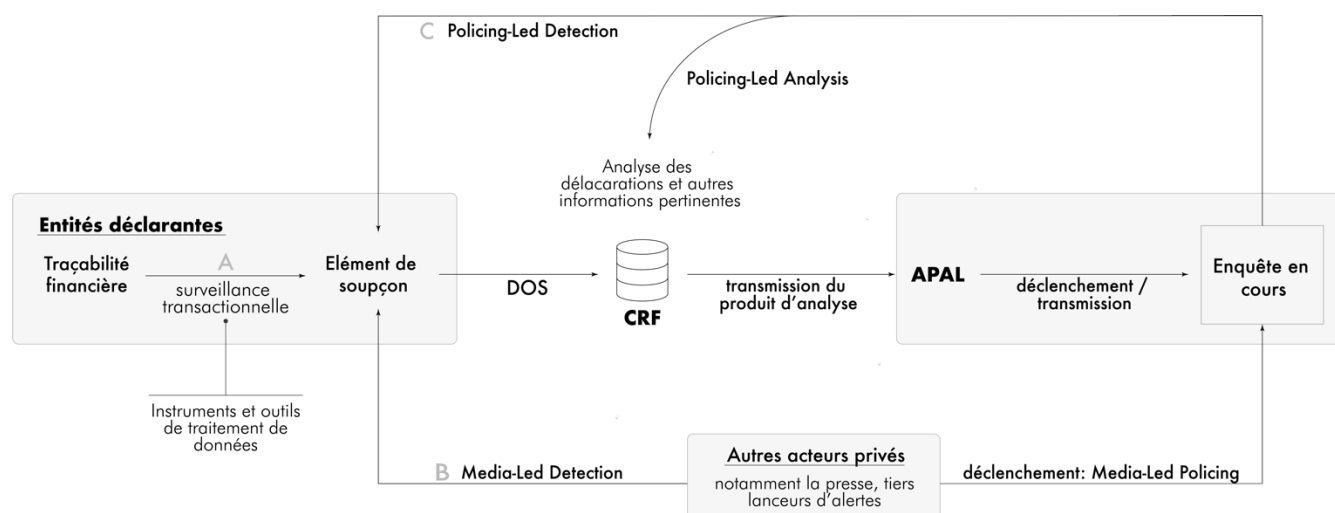 C Policing-Led Detection
Policing-Led Analysis
Analyse des
délacarations et autres
informations pertinentes
Entités déclarantes
Traçabilité
financière
A
surveillance
transactionnelle
Elément de
soupçon
DOS
CRF
transmission du
produit d'analyse
APAL
déclenchement /
transmission
Enquête en
cours
Instruments et outils
de traitement de
données
B Media-Led Detection
Autres acteurs privés
notamment la presse, tiers
lanceurs d'alertes
déclenchement: Media-Led Policing